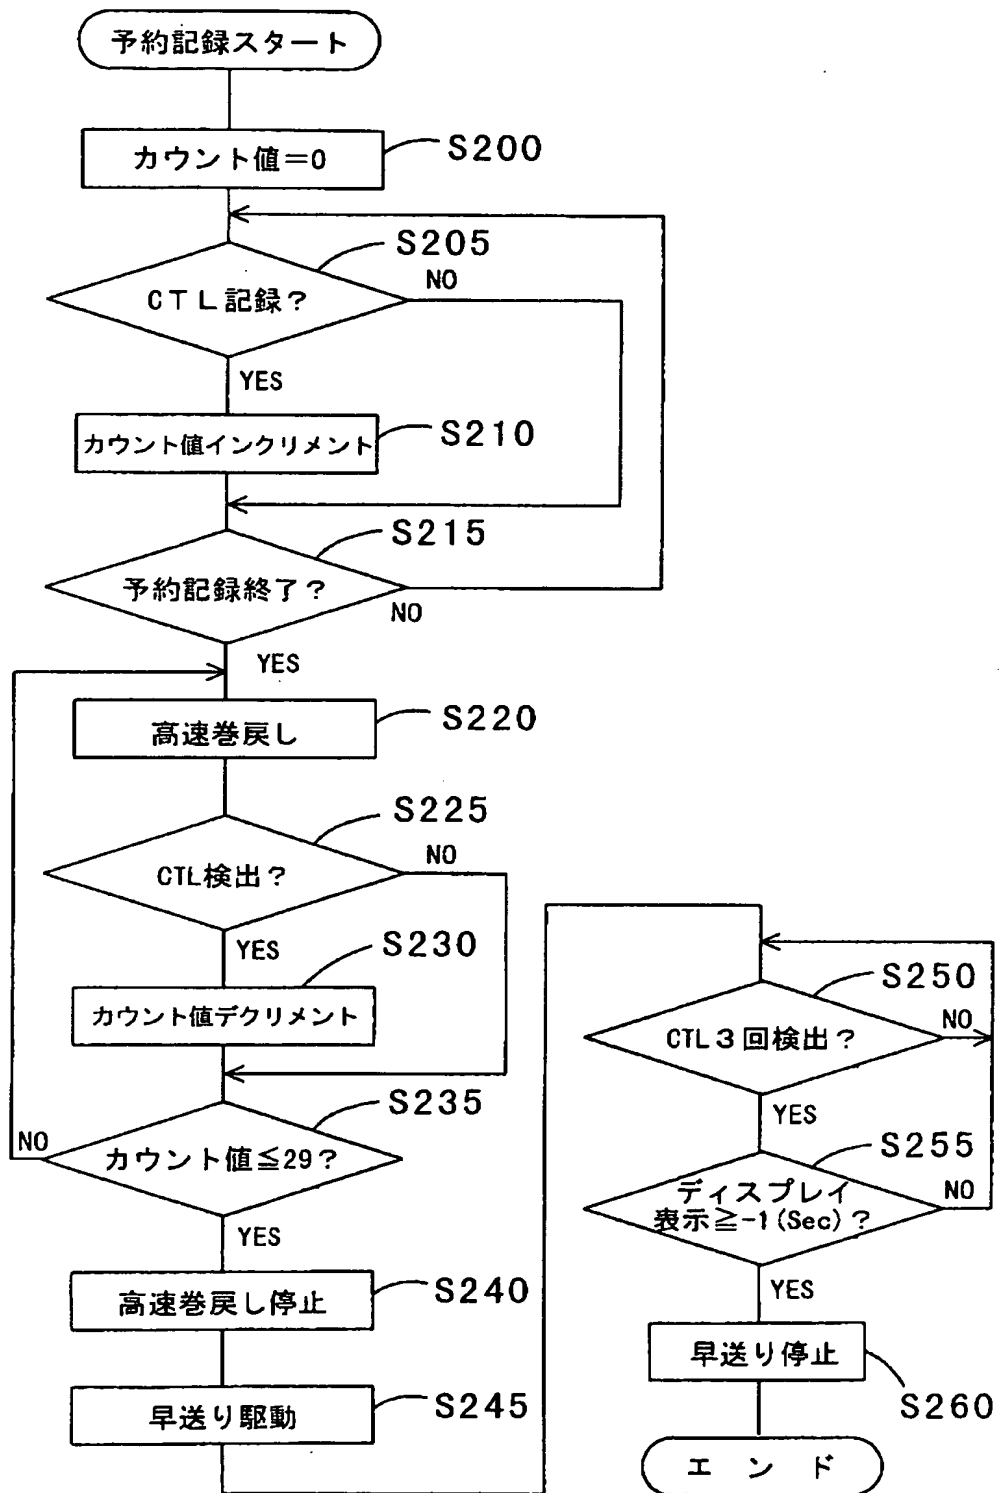 予約記録スタート
カウント値=0
S200
S205
CTL記録?
NO
YES
カウント値インクリメント
S210
S215
予約記録終了?
NO
YES
高速巻戻し
S220
S225
CTL検出?
NO
YES
S230
カウント値デクリメント
S235
カウント値≦29?
NO
YES
高速巻戻し停止
S240
早送り駆動
S245
S250
CTL3回検出?
NO
YES
S255
ディスプレイ
表示≧-1(Sec)?
NO
YES
早送り停止
S260
エンド